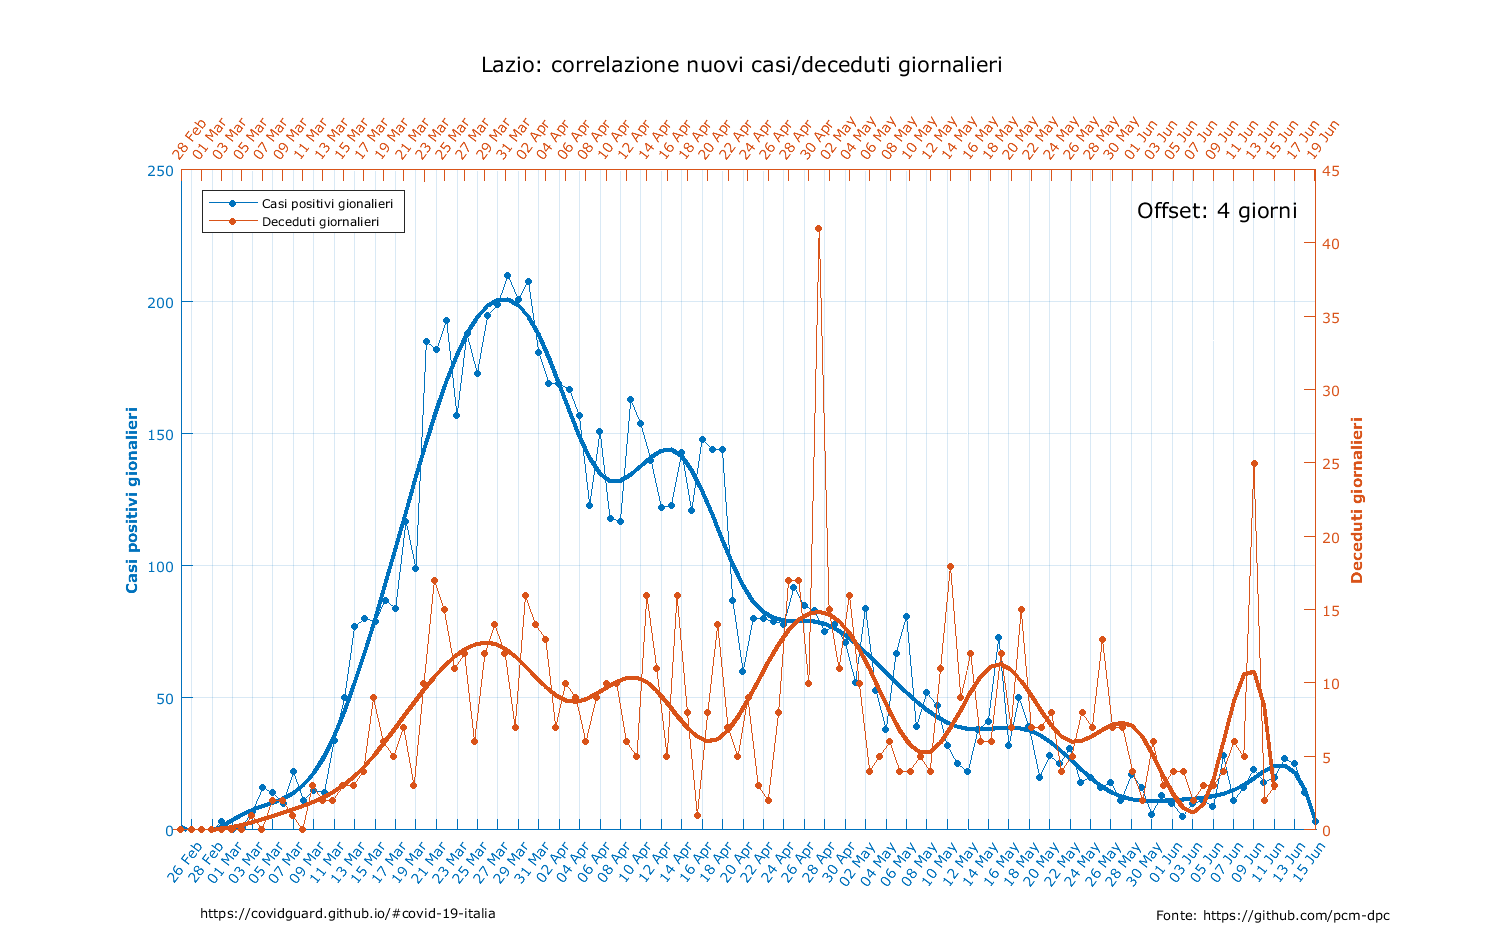 Lazio: correlazione nuovi casi/deceduti giornalieri
28 Feb
01 Mar
03 Mar
05 Mar
07 Mar
09 Mar
11 Mar
13 Mar
15 Mar
17 Mar
19 Mar
21 Mar
23 Mar
25 Mar
27 Mar
29 Mar
31 Mar
02 Apr
04 Apr
06 Apr
08 Apr
10 Apr
12 Apr
14 Apr
16 Apr
18 Apr
20 Apr
22 Apr
24 Apr
26 Apr
28 Apr
30 Apr
02 May
04 May
06 May
08 May
10 May
12 May
14 May
16 May
18 May
20 May
22 May
24 May
26 May
28 May
30 May
01 Jun
03 Jun
05 Jun
07 Jun
09 Jun
11 Jun
13 Jun
15 Jun
17 Jun
19 Jun
Casi positivi gionalieri
Deceduti giornalieri
Offset: 4 giorni
250
200
150
100
50
0
Casi positivi gionalieri
45
40
35
30
25
20
15
10
5
0
Deceduti giornalieri
26 Feb
28 Feb
01 Mar
03 Mar
05 Mar
07 Mar
09 Mar
11 Mar
13 Mar
15 Mar
17 Mar
19 Mar
21 Mar
23 Mar
25 Mar
27 Mar
29 Mar
31 Mar
02 Apr
04 Apr
06 Apr
08 Apr
10 Apr
12 Apr
14 Apr
16 Apr
18 Apr
20 Apr
22 Apr
24 Apr
26 Apr
28 Apr
30 Apr
02 May
04 May
06 May
08 May
10 May
12 May
14 May
16 May
18 May
20 May
22 May
24 May
26 May
28 May
30 May
01 Jun
03 Jun
05 Jun
07 Jun
09 Jun
11 Jun
13 Jun
15 Jun
https://covidguard.github.io/#covid-19-italia
Fonte: https://github.com/pcm-dpc